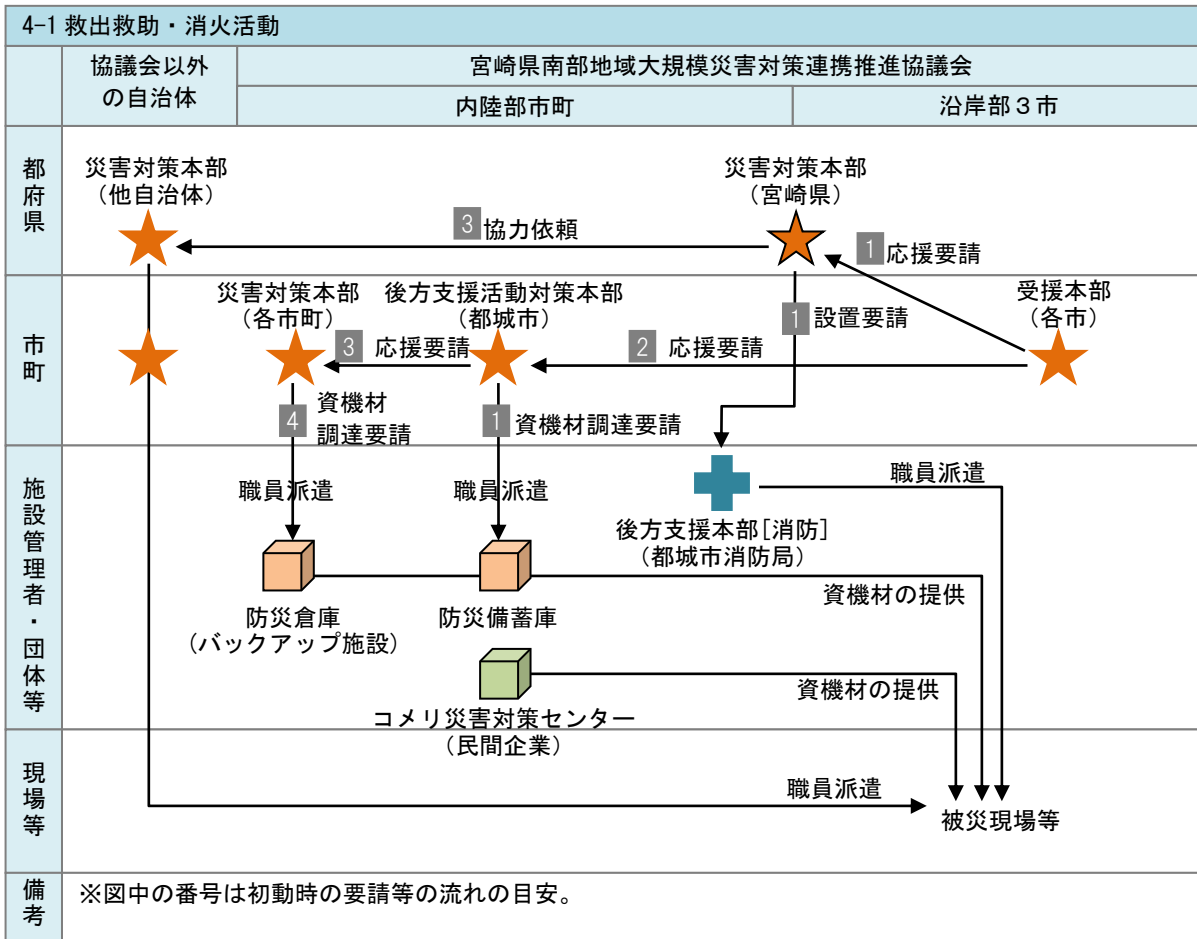 4-1 救出救助・消火活動
協議会以外
の自治体
宮崎県南部地域大規模災害対策連携推進協議会
内陸部市町
沿岸部３市
都府県
災害対策本部
（他自治体）
災害対策本部
（宮崎県）
3 協力依頼
1 応援要請
市町
災害対策本部
（各市町）
後方支援活動対策本部
（都城市）
1 設置要請
受援本部
（各市）
3 応援要請
2 応援要請
4 資機材
調達要請
1 資機材調達要請
施設管理者・団体等
職員派遣
職員派遣
職員派遣
後方支援本部[消防]
（都城市消防局）
資機材の提供
防災倉庫
（バックアップ施設）
防災備蓄庫
資機材の提供
コメリ災害対策センター
（民間企業）
現場等
職員派遣
被災現場等
備考
※図中の番号は初動時の要請等の流れの目安。